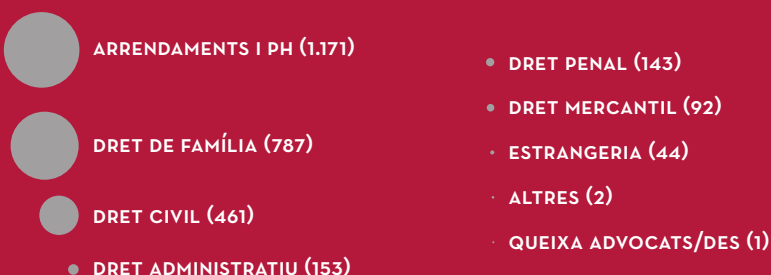 ARRENDAMENTS I PH (1.171)
DRET DE FAMÍLIA (787)
DRET CIVIL (461)
DRET ADMINISTRATIU (153)
DRET PENAL (143)
DRET MERCANTIL (92)
ESTRANGERIA (44)
ALTRES (2)
QUEIXA ADVOCATS/DES (1)